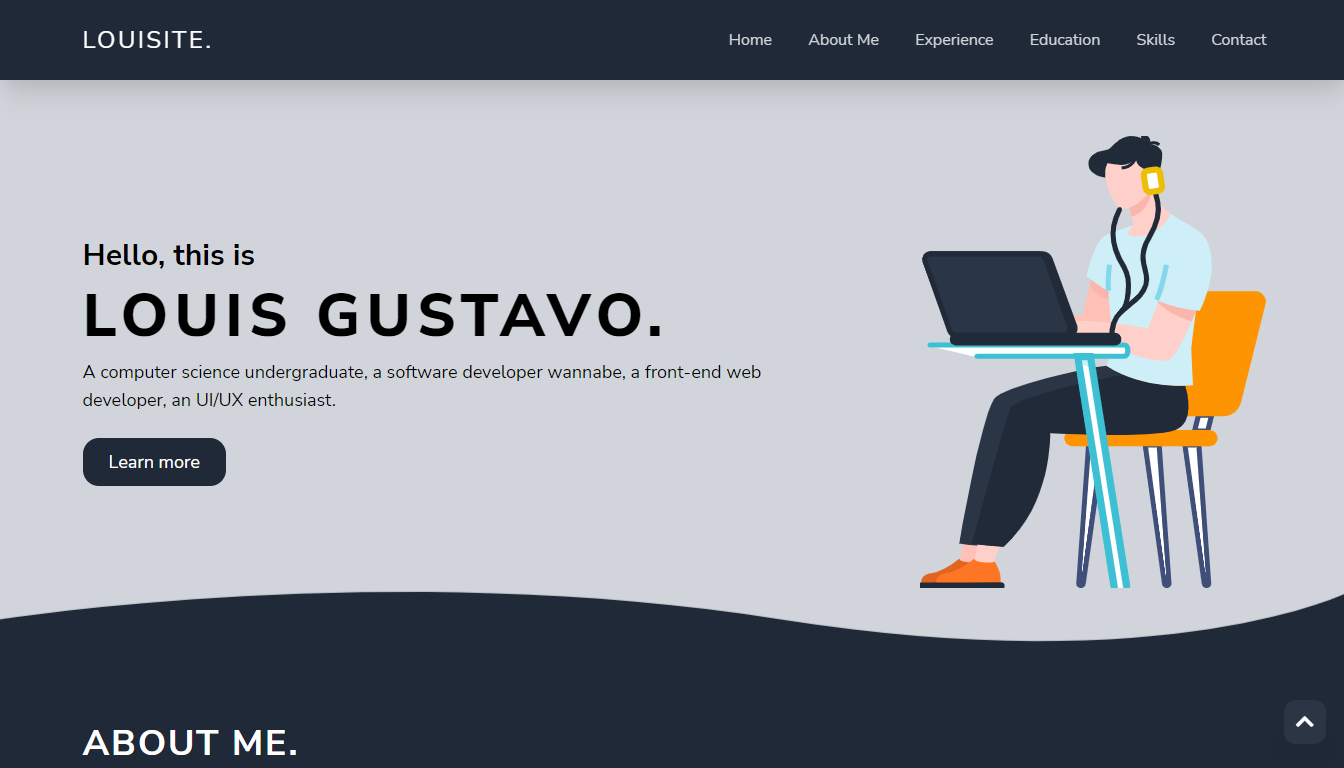 LOUISITE.
Home About Me Experience Education Skills Contact
Hello, this is
LOUIS GUSTAVO.
A computer science undergraduate, a software developer wannabe, a front-end web
developer, an UI/UX enthusiast.
Learn more
ABOUT ME.